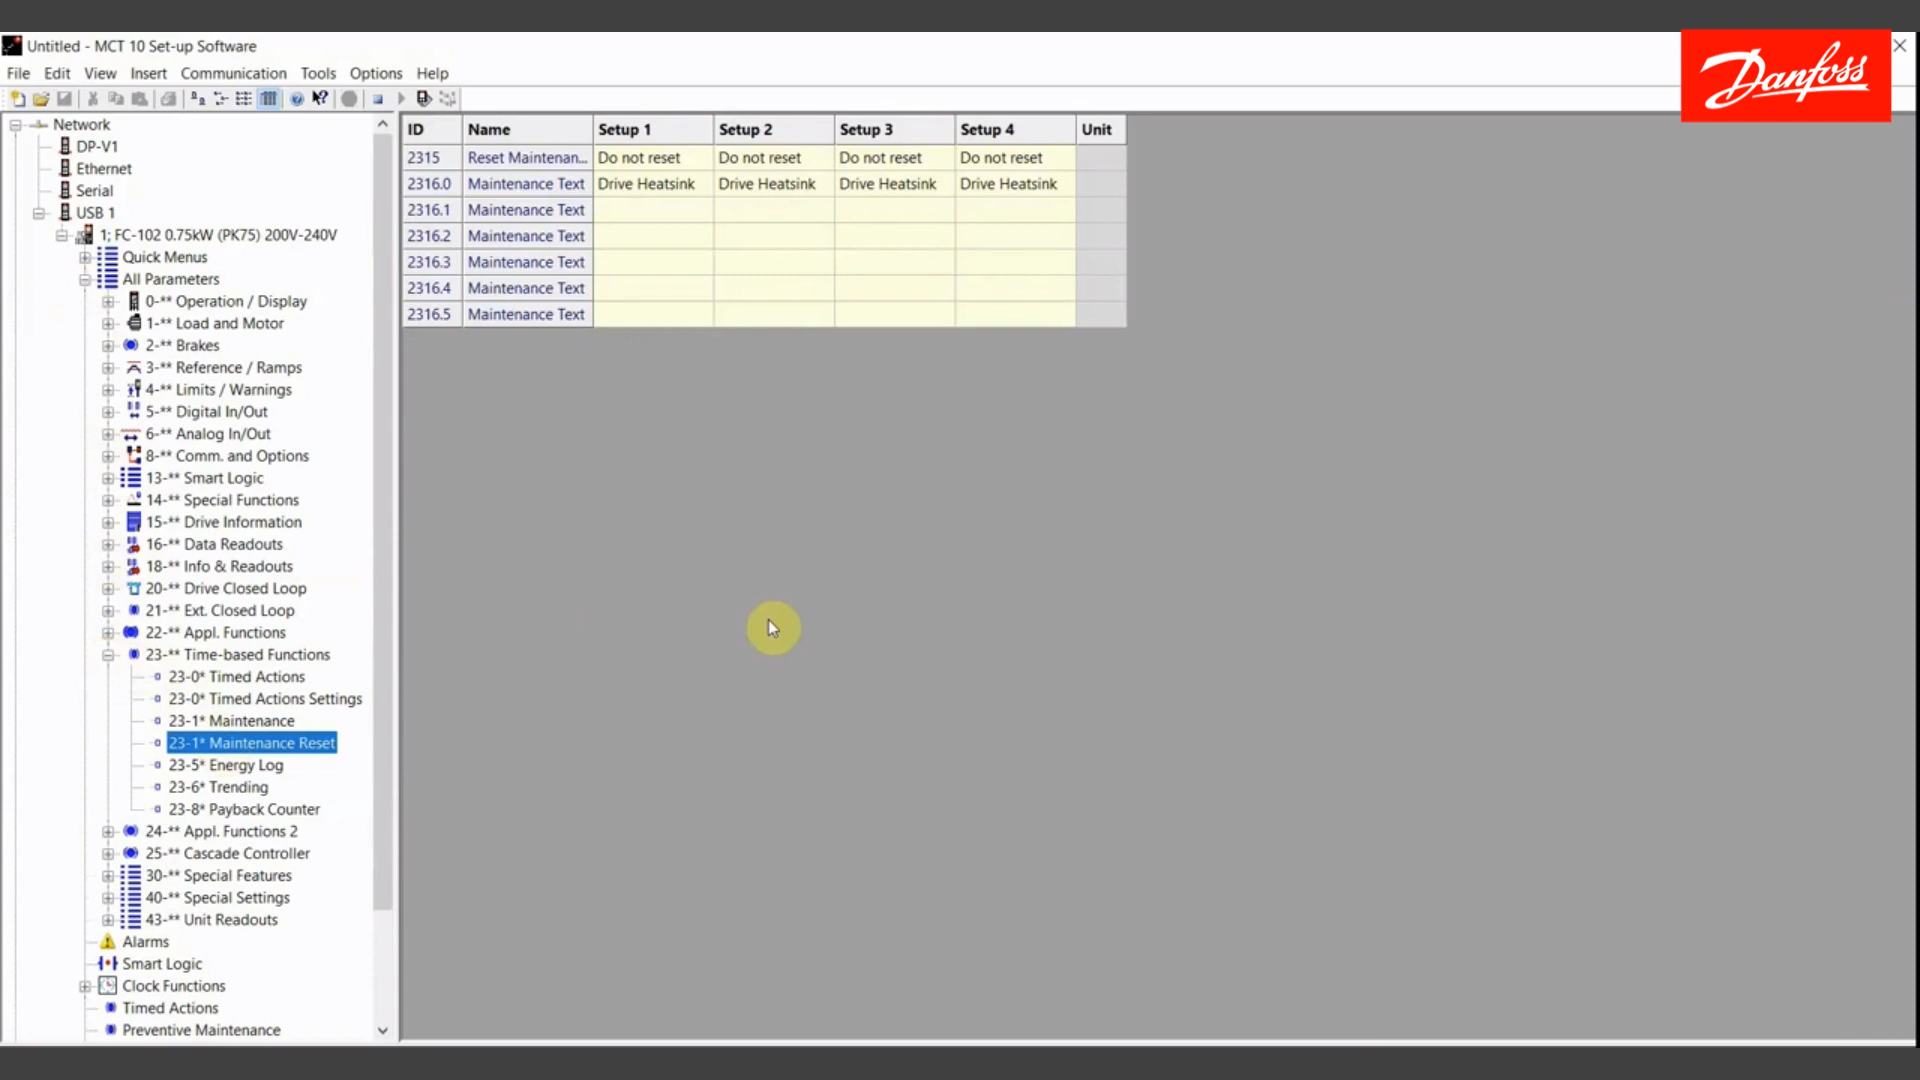 Untitled - MCT 10 Set-up Software
Danfoss
File Edit View Insert Communication Tools Options Help
Network
DP-V1
Ethernet
Serial
USB 1
1; FC-102 0.75kW (PK75) 200V-240V
Quick Menus
All Parameters
0-** Operation / Display
1-** Load and Motor
2-** Brakes
3-** Reference / Ramps
4-** Limits / Warnings
5-** Digital In/Out
6-** Analog In/Out
8-** Comm. and Options
13-** Smart Logic
14-** Special Functions
15-** Drive Information
16-** Data Readouts
18-** Info & Readouts
20-** Drive Closed Loop
21-** Ext. Closed Loop
22-** Appl. Functions
23-** Time-based Functions
23-0* Timed Actions
23-0* Timed Actions Settings
23-1* Maintenance
23-1* Maintenance Reset
23-5* Energy Log
23-6* Trending
23-8* Payback Counter
24-** Appl. Functions 2
25-** Cascade Controller
30-** Special Features
40-** Special Settings
43-** Unit Readouts
Alarms
Smart Logic
Clock Functions
Timed Actions
Preventive Maintenance
ID Name Setup 1 Setup 2 Setup 3 Setup 4 Unit
2315 Reset Maintenan... Do not reset Do not reset Do not reset Do not reset
2316.0 Maintenance Text Drive Heatsink Drive Heatsink Drive Heatsink Drive Heatsink
2316.1 Maintenance Text
2316.2 Maintenance Text
2316.3 Maintenance Text
2316.4 Maintenance Text
2316.5 Maintenance Text